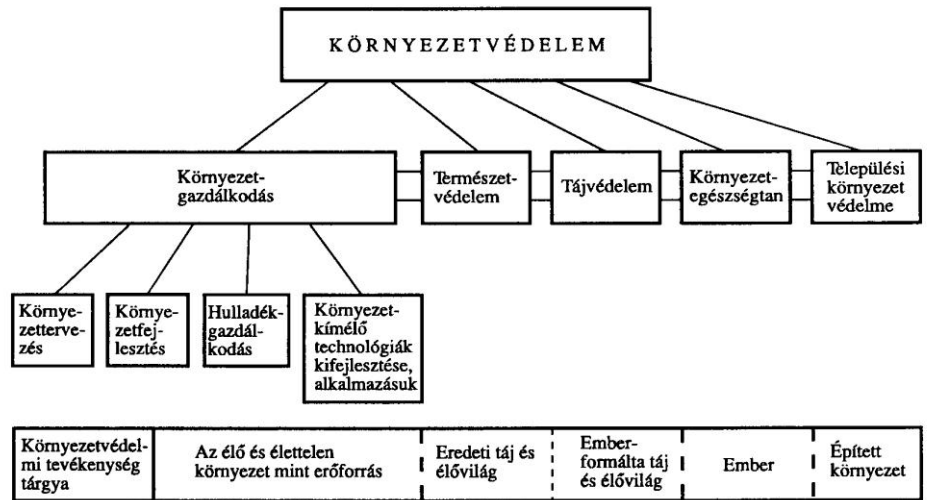 KÖRNYEZETVÉDELEM
Környezet-
gazdálkodás
Természet-
védelem
Tájvédelem
Környezet-
egészségtan
Települési
környezet
védelme
Környe-
zetterve-
zés
Környe-
zetfej-
lesztés
Hulladék-
gazdál-
kodás
Környezet-
kímélő
technológiák
kifejlesztése,
alkalmazásuk
Környezetvédel-
mi tevékenység
tárgya
Az élő és élettelen
környezet mint erőforrás
Eredeti táj és
élővilág
Ember-
formálta táj
és élővilág
Ember
Épített
környezet